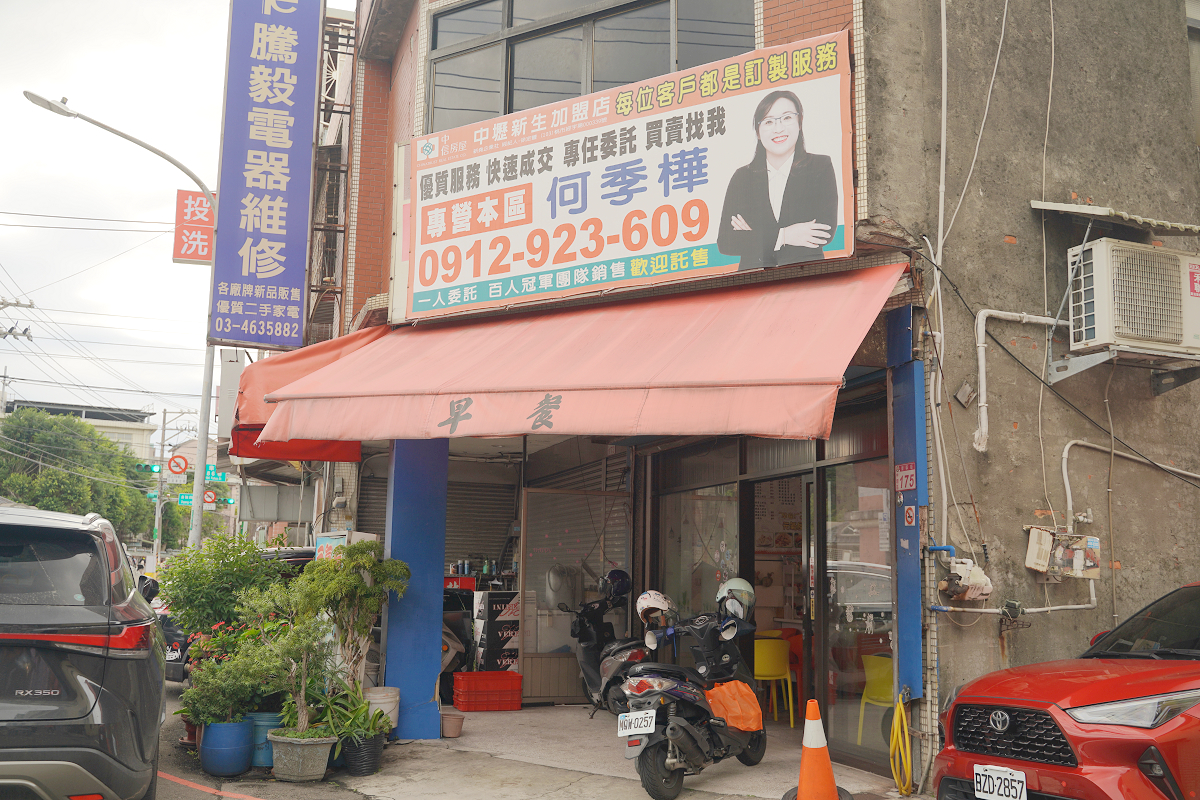 騰毅電器維修
各廠牌新品販售
優質二手家電
03-4635882
投
洗
中
信房屋
中壢新生加盟店
每位客戶都是訂製服務
優質服務 快速成交 專任委託 買賣找我
專營本區
何季樺
0912-923-609
一人委託 百人冠軍團隊銷售 歡迎託售
早餐
175
MGW-0257
RX350
BZD-2857